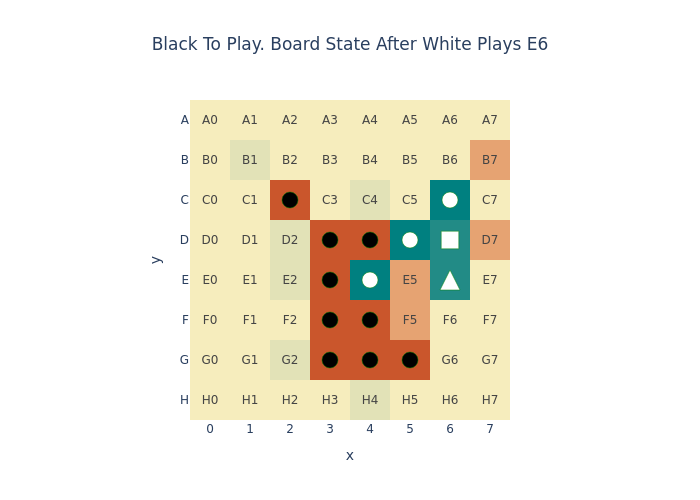 Black To Play. Board State After White Plays E6
A A0 A1 A2 A3 A4 A5 A6 A7
B B0 B1 B2 B3 B4 B5 B6 B7
C C0 C1 C3 C4 C5 C7
D D0 D1 D2 D7
E E0 E1 E2 E5 E7
F F0 F1 F2 F5 F6 F7
G G0 G1 G2 G6 G7
H H0 H1 H2 H3 H4 H5 H6 H7
0 1 2 3 4 5 6 7
x
y